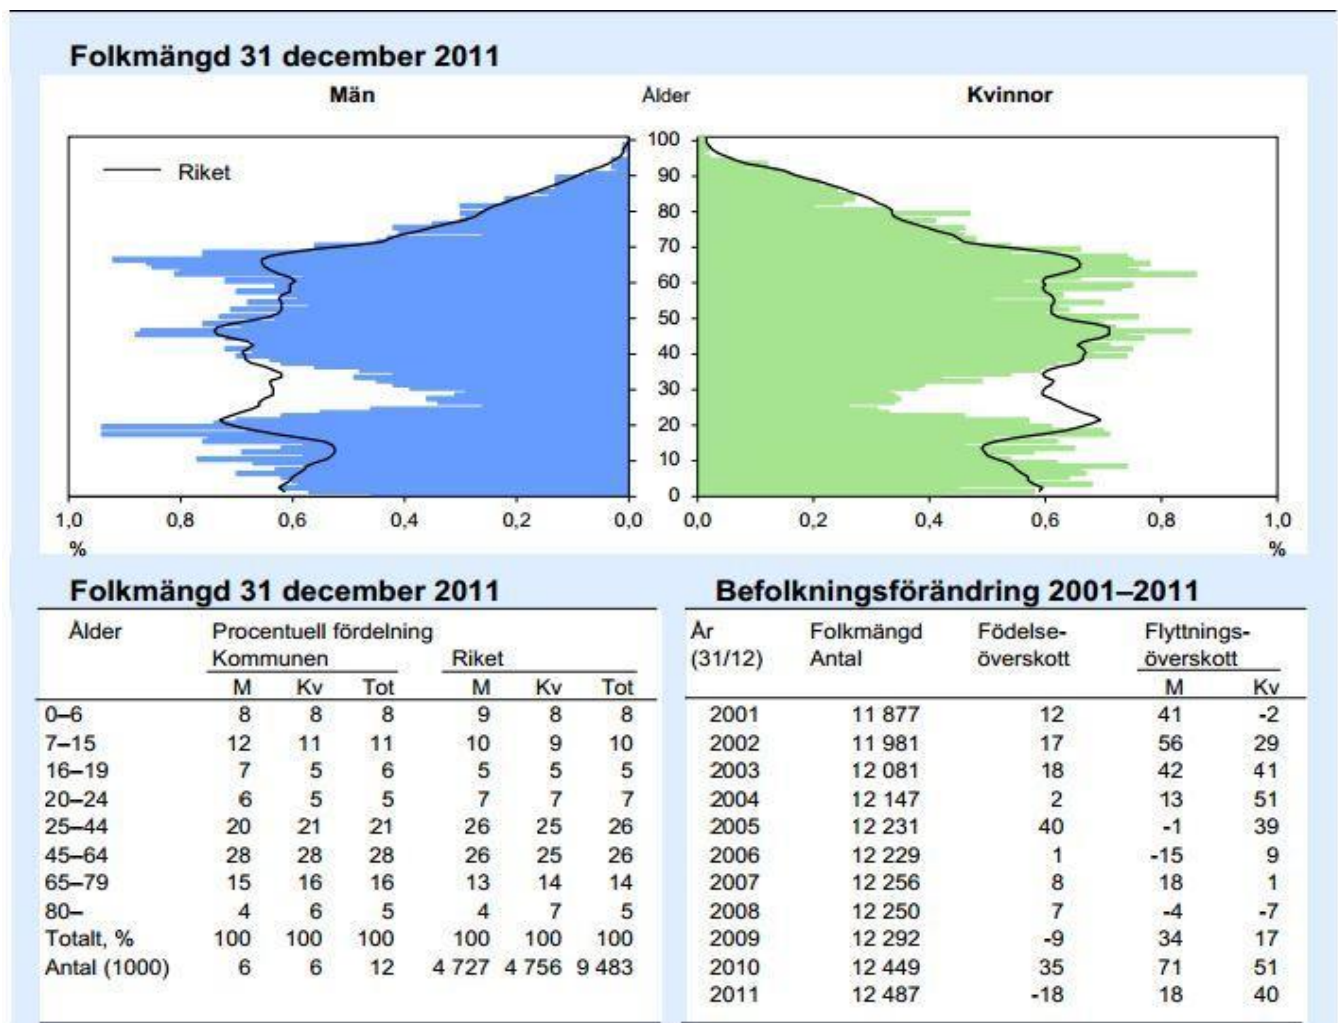 Folkmängd 31 december 2011
Män Ålder Kvinnor
Riket
100
90
80
70
60
50
40
30
20
10
0
1,0 0,8 0,6 0,4 0,2 0,0 0,0 0,2 0,4 0,6 0,8 1,0
% %
Folkmängd 31 december 2011
Ålder Procentuell fördelning
Kommunen Riket
M Kv Tot M Kv Tot
0–6 8 8 8 9 8 8
7–15 12 11 11 10 9 10
16–19 7 5 6 5 5 5
20–24 6 5 5 7 7 7
25–44 20 21 21 26 25 26
45–64 28 28 28 26 25 26
65–79 15 16 16 13 14 14
80– 4 6 5 4 7 5
Totalt, % 100 100 100 100 100 100
Antal (1000) 6 6 12 4 727 4 756 9 483
Befolkningsförändring 2001–2011
År Folkmängd Födelse- Flyttnings-
(31/12) Antal överskott överskott
M Kv
2001 11 877 12 41 -2
2002 11 981 17 56 29
2003 12 081 18 42 41
2004 12 147 2 13 51
2005 12 231 40 -1 39
2006 12 229 1 -15 9
2007 12 256 8 18 1
2008 12 250 7 -4 -7
2009 12 292 -9 34 17
2010 12 449 35 71 51
2011 12 487 -18 18 40